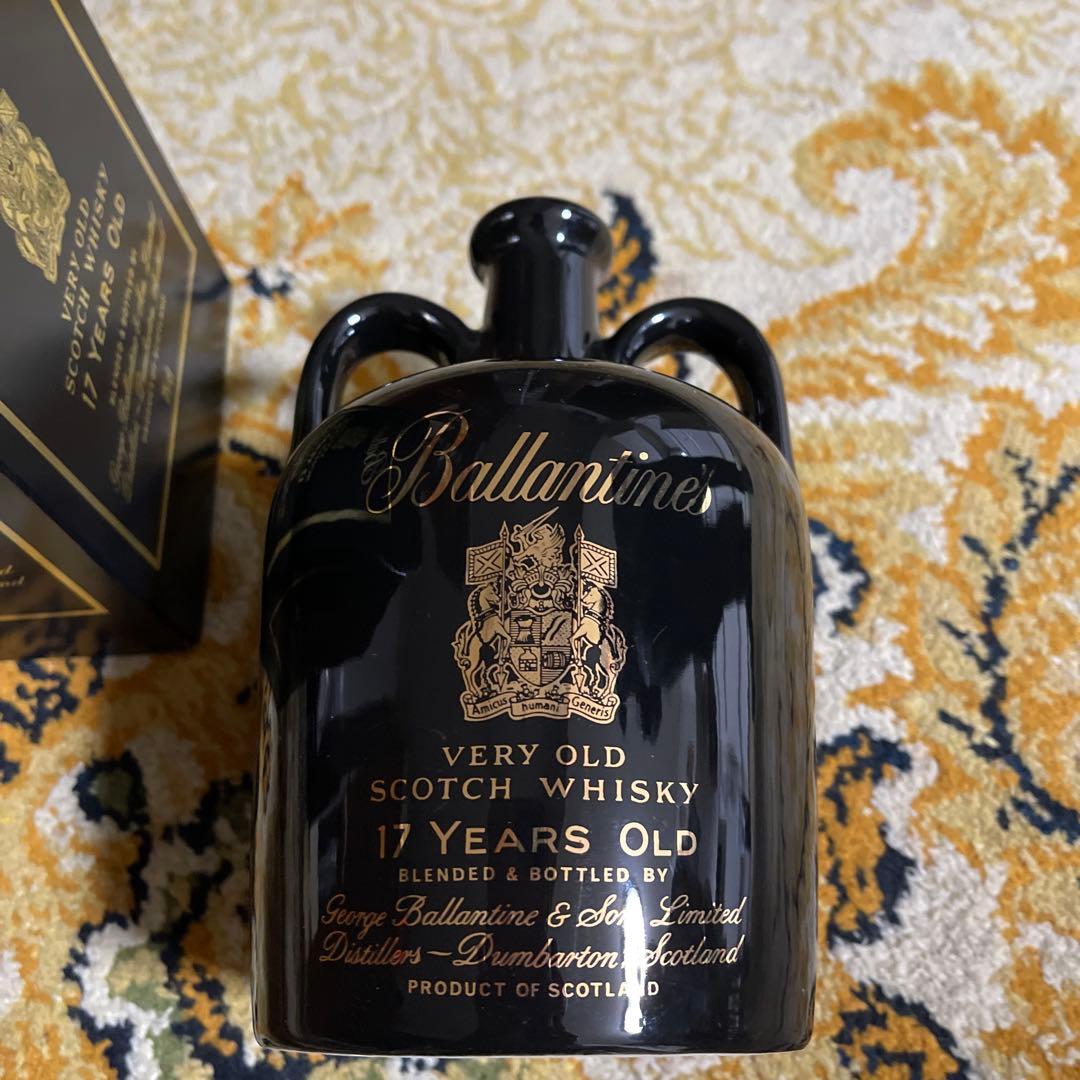 Ballantine's
Amicus humani Generis
VERY OLD
SCOTCH WHISKY
17 YEARS OLD
BLENDED & BOTTLED BY
George Ballantine & Son Limited
Distillers – Dumbarton, Scotland
PRODUCT OF SCOTLAND
VERY OLD
SCOTCH WHISKY
17 YEARS OLD